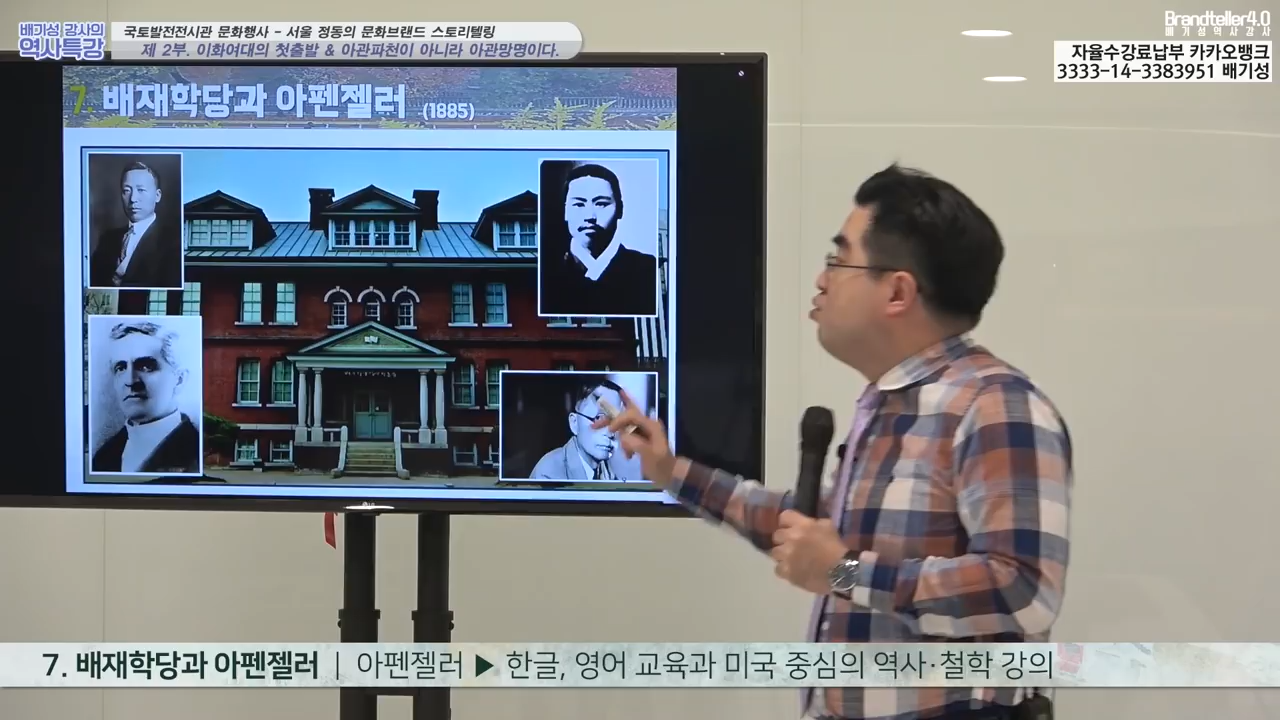 배기성 강사의
역사특강
국토발전전시관 문화행사 - 서울 정동의 문화브랜드 스토리텔링
제 2부. 이화여대의 첫출발 & 아관파천이 아니라 아관망명이다.
Brandteller4.0
배기성역사강사
자율수강료납부 카카오뱅크
3333-14-3383951 배기성
7. 배재학당과 아펜젤러 (1885)
7. 배재학당과 아펜젤러 | 아펜젤러 ▶ 한글, 영어 교육과 미국 중심의 역사·철학 강의